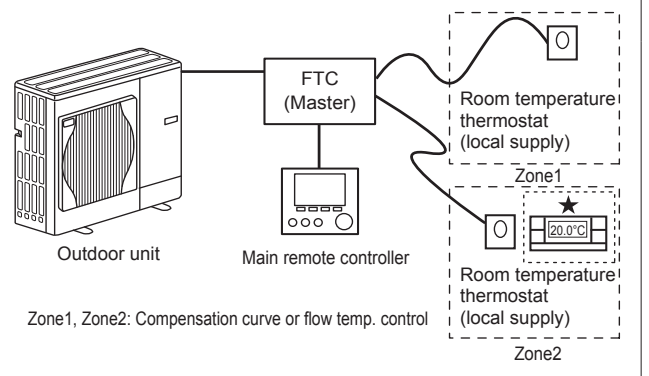 FTC
(Master)
Room temperature
thermostat
(local supply)
Zone1
★
20.0°C
Outdoor unit
Main remote controller
Room temperature
thermostat
(local supply)
Zone1, Zone2: Compensation curve or flow temp. control
Zone2